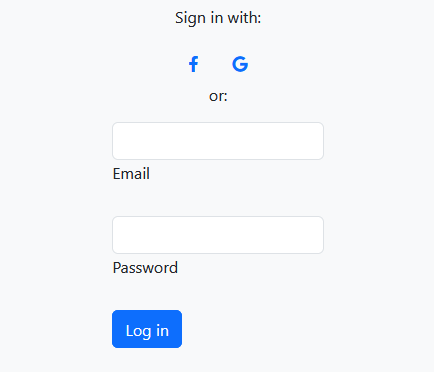 Sign in with:
or:
Email
Password
Log in